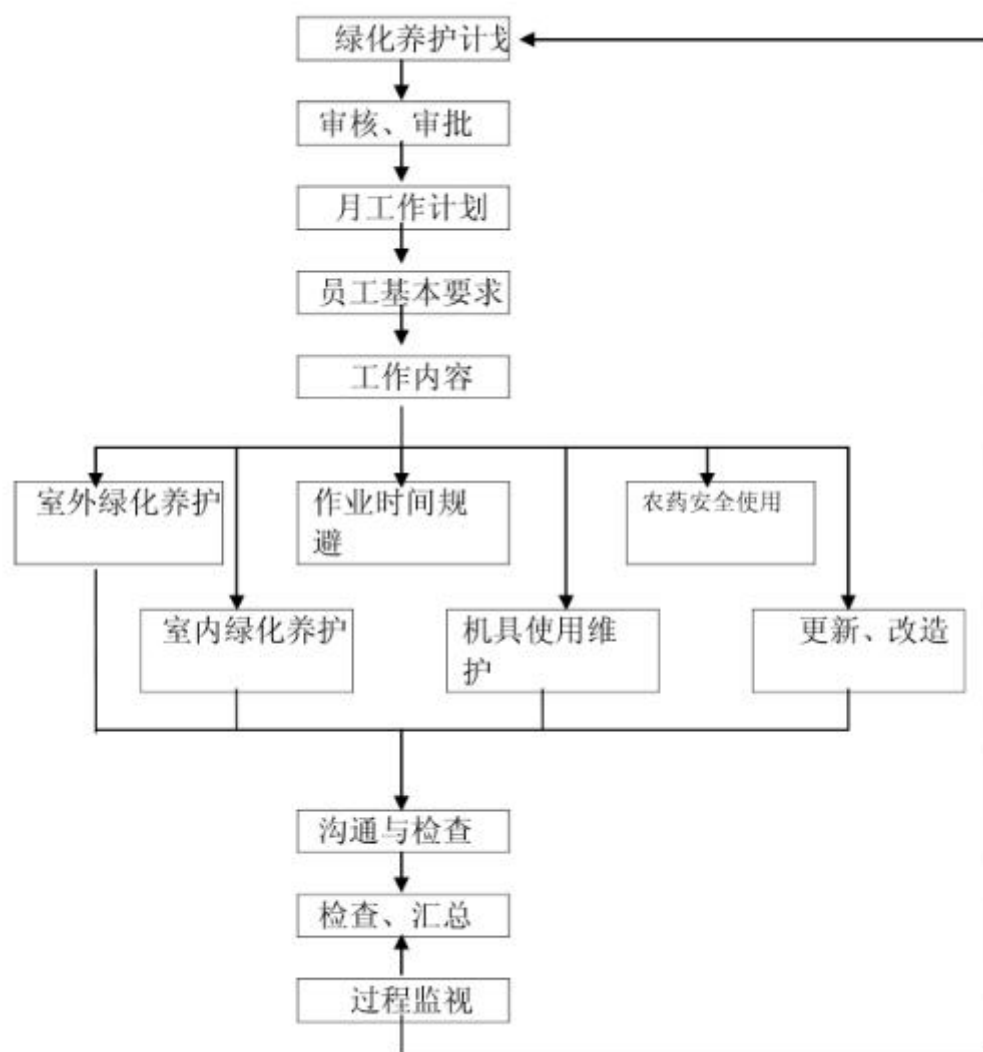 绿化养护计划
审核、审批
月工作计划
员工基本要求
工作内容
室外绿化养护
作业时间规
避
农药安全使用
室内绿化养护
机具使用维
护
更新、改造
沟通与检查
检查、汇总
过程监视